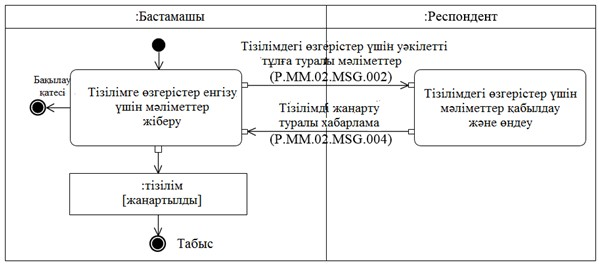 :Бастамашы
:Респондент
Тізілімдегі өзгерістер үшін уәкілетті
тұлға туралы мәліметтер
(P.MM.02.MSG.002)
Бақылау
қатесі
Тізілімге өзгерістер енгізу
үшін мәліметтер
жіберу
Тізілімді жаңарту
туралы хабарлама
(P.MM.02.MSG.004)
Тізілімдегі өзгерістер үшін
мәліметтер қабылдау
және өңдеу
:тізілім
[жаңартылды]
Табыс